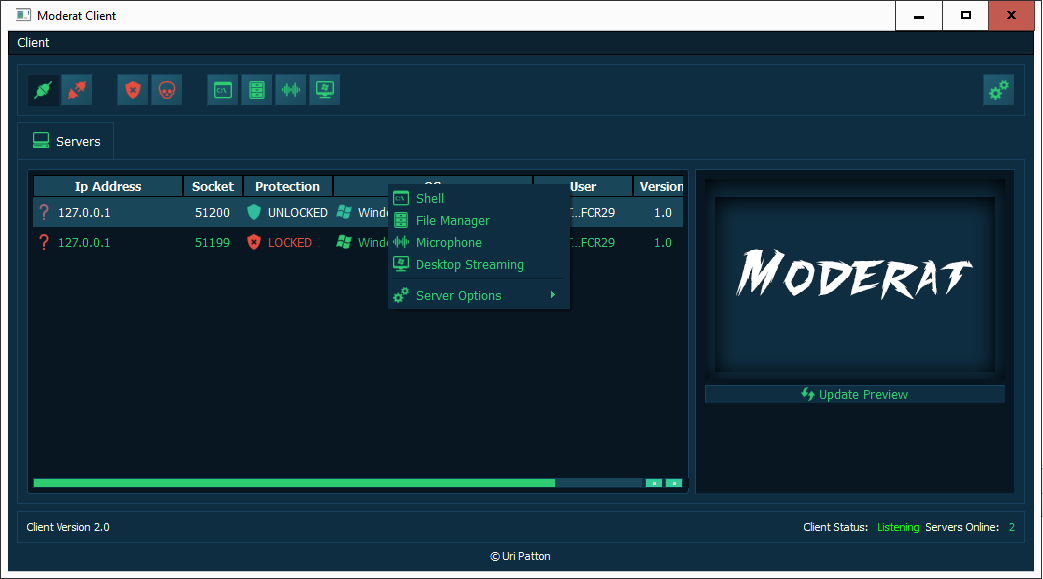 Moderat Client
Client
C:\
Servers
Ip Address Socket Protection OS User Version
127.0.0.1 51200 UNLOCKED Windo T...FCR29 1.0
127.0.0.1 51199 LOCKED Windo T...FCR29 1.0
Shell
File Manager
Microphone
Desktop Streaming
Server Options
MODERAT
Update Preview
Client Version 2.0
Client Status: Listening Servers Online: 2
© Uri Patton